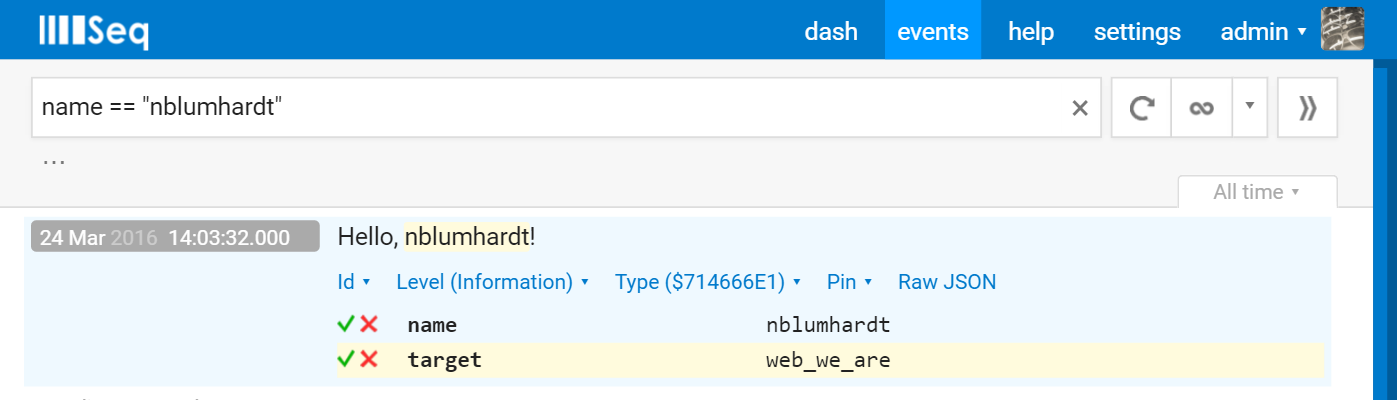 Seq
dash events help settings admin
name == "nblumhardt"
...
All time
24 Mar 2016 14:03:32.000 Hello, nblumhardt!
Id Level (Information) Type ($714666E1) Pin Raw JSON
name nblumhardt
target web_we_are